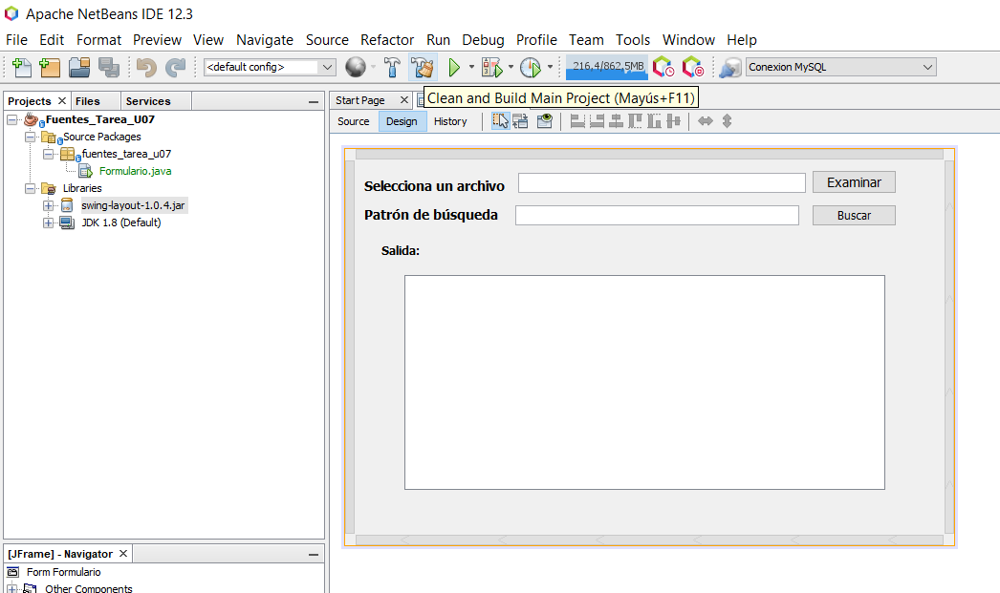 Apache NetBeans IDE 12.3
File Edit Format Preview View Navigate Source Refactor Run Debug Profile Team Tools Window Help
<default config> 216,4/862,5MB Conexion MySQL
Projects Files Services
Start Page
Clean and Build Main Project (Mayús+F11)
Source Design History
Fuentes_Tarea_U07
Source Packages
fuentes_tarea_u07
Formulario.java
Libraries
swing-layout-1.0.4.jar
JDK 1.8 (Default)
Selecciona un archivo Examinar
Patrón de búsqueda Buscar
Salida:
[JFrame] - Navigator
Form Formulario
Other Components